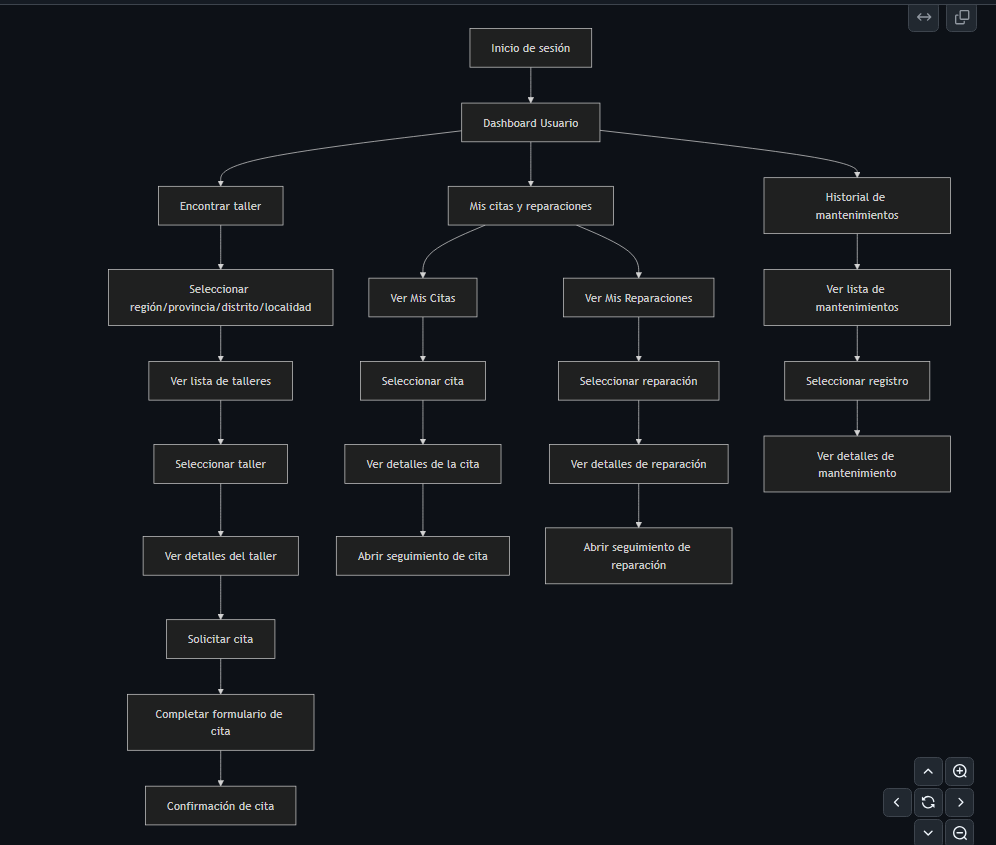 Inicio de sesión
Dashboard Usuario
Encontrar taller
Mis citas y reparaciones
Historial de
mantenimientos
Seleccionar
región/provincia/distrito/localidad
Ver Mis Citas
Ver Mis Reparaciones
Ver lista de
mantenimientos
Ver lista de talleres
Seleccionar cita
Seleccionar reparación
Seleccionar registro
Seleccionar taller
Ver detalles de la cita
Ver detalles de reparación
Ver detalles de
mantenimiento
Ver detalles del taller
Abrir seguimiento de cita
Abrir seguimiento de
reparación
Solicitar cita
Completar formulario de
cita
Confirmación de cita